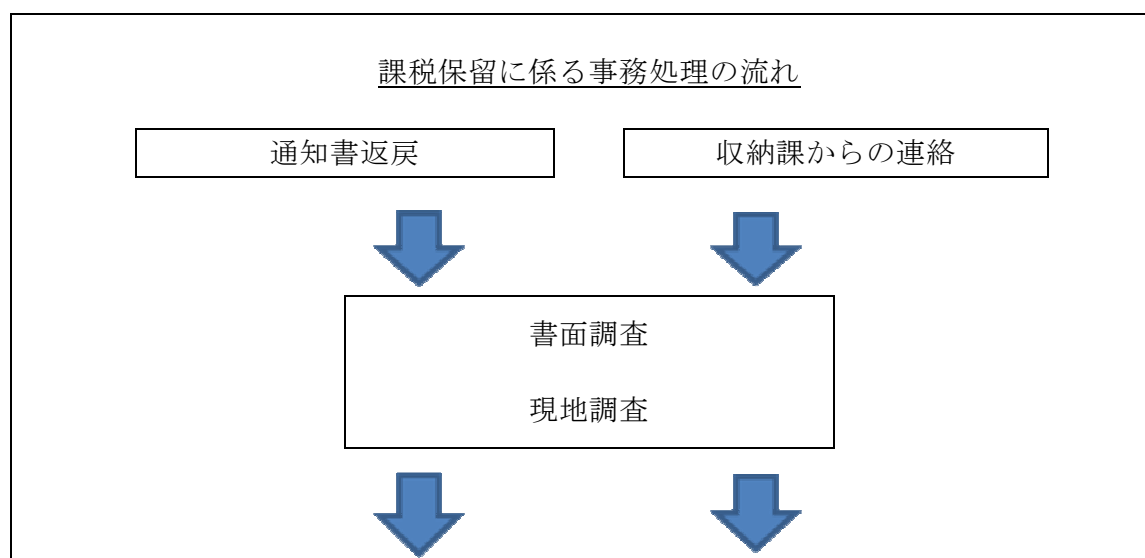 課税保留に係る事務処理の流れ
通知書返戻
収納課からの連絡
書面調査
現地調査